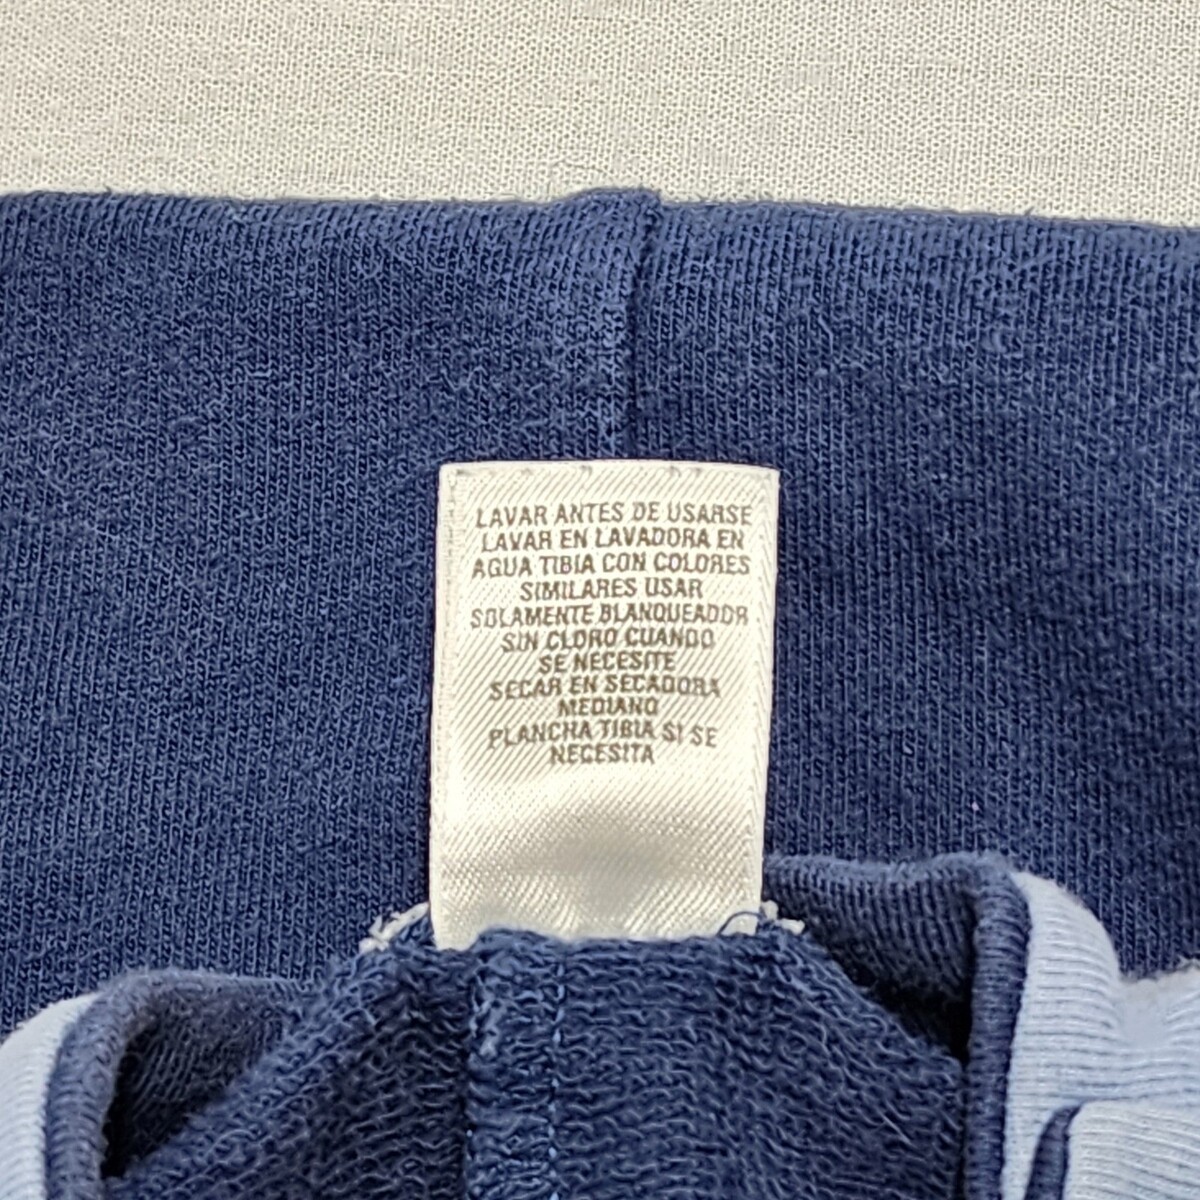 LAVAR ANTES DE USARSE
LAVAR EN LAVADORA EN
AGUA TIBIA CON COLORES
SIMILARES USAR
SOLAMENTE BLANQUEADOR
SIN CLORO CUANDO
SE NECESITE
SECAR EN SECADORA
MEDIANO
PLANCHA TIBIA SI SE
NECESITA